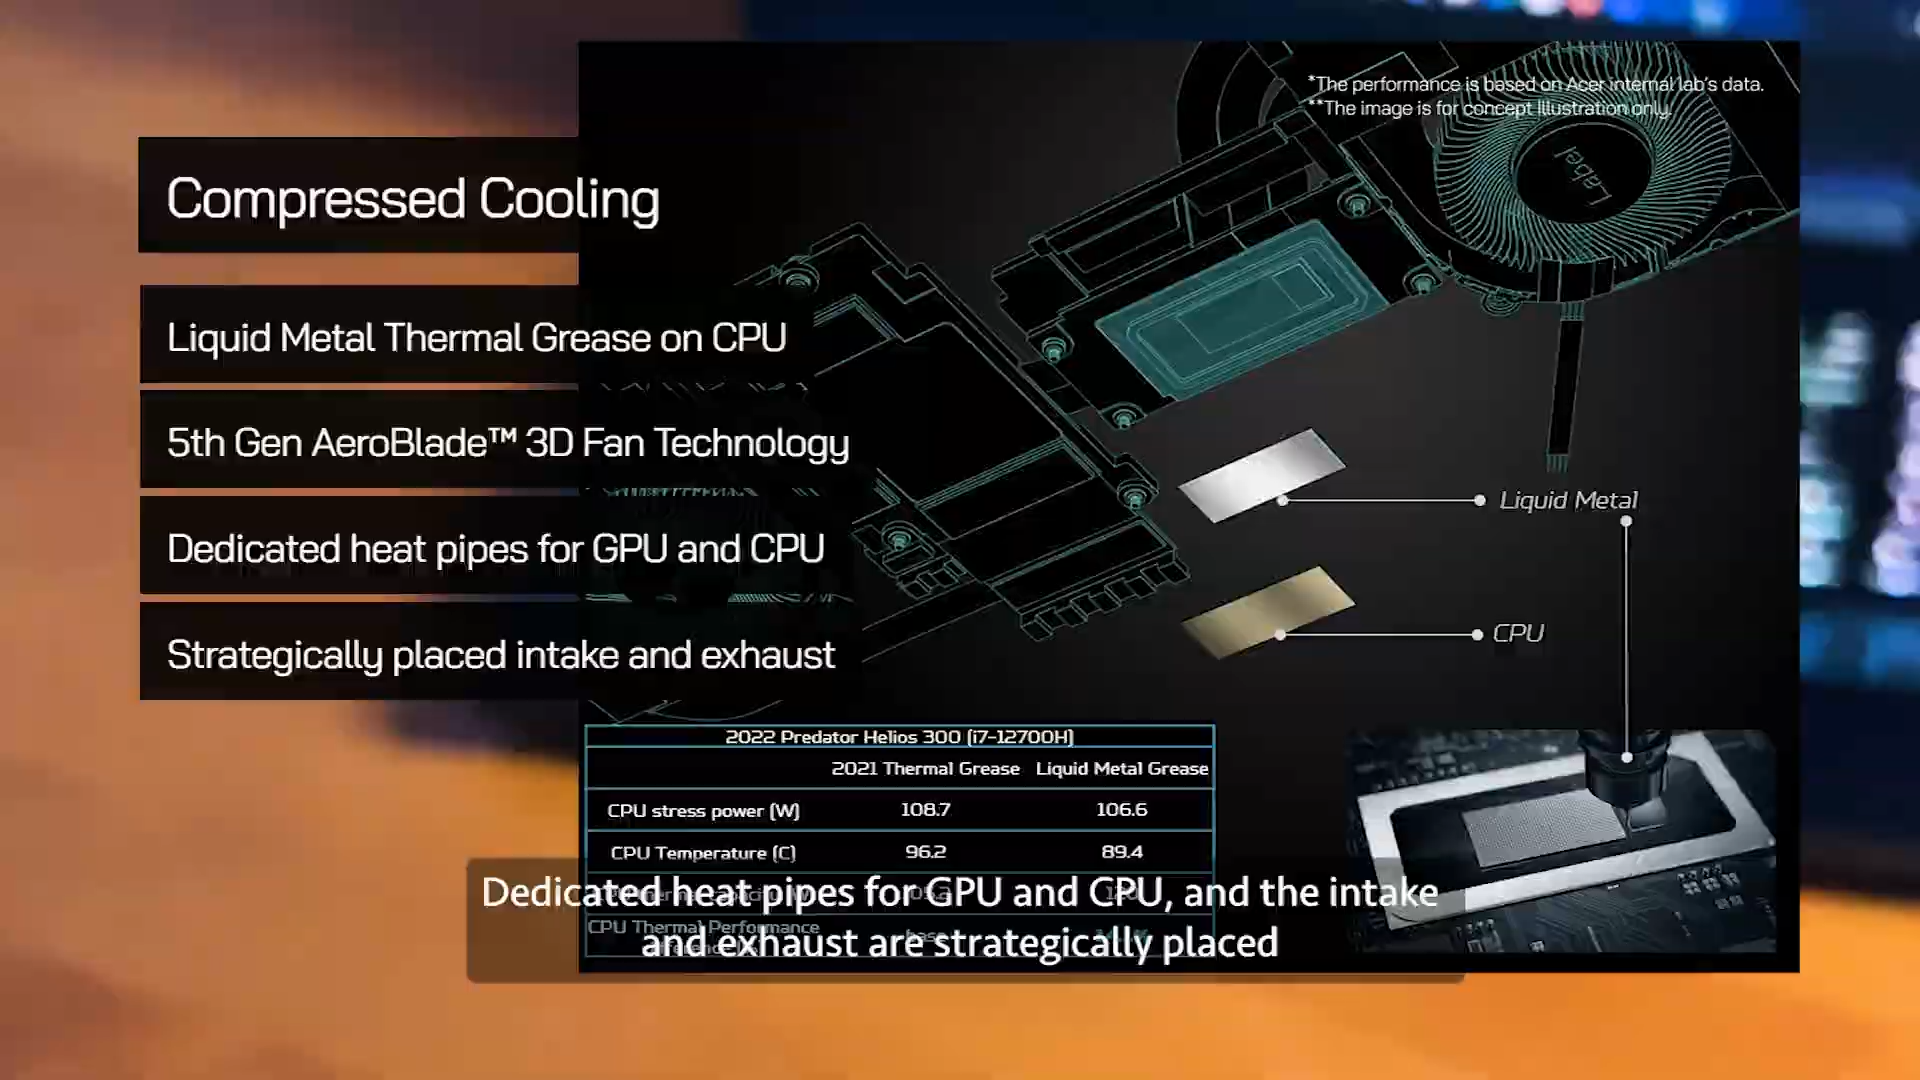 *The performance is based on Acer internal lab's data.
**The image is for concept Illustration only.
Label
Compressed Cooling
Liquid Metal Thermal Grease on CPU
5th Gen AeroBlade™ 3D Fan Technology
Dedicated heat pipes for GPU and CPU
Strategically placed intake and exhaust
Liquid Metal
CPU
2022 Predator Helios 300 (i7-12700H)
2021 Thermal Grease Liquid Metal Grease
CPU stress power (W) 108.7 106.6
CPU Temperature (C) 96.2 89.4
CPU Thermal Performance
base
Dedicated heat pipes for GPU and CPU, and the intake
and exhaust are strategically placed